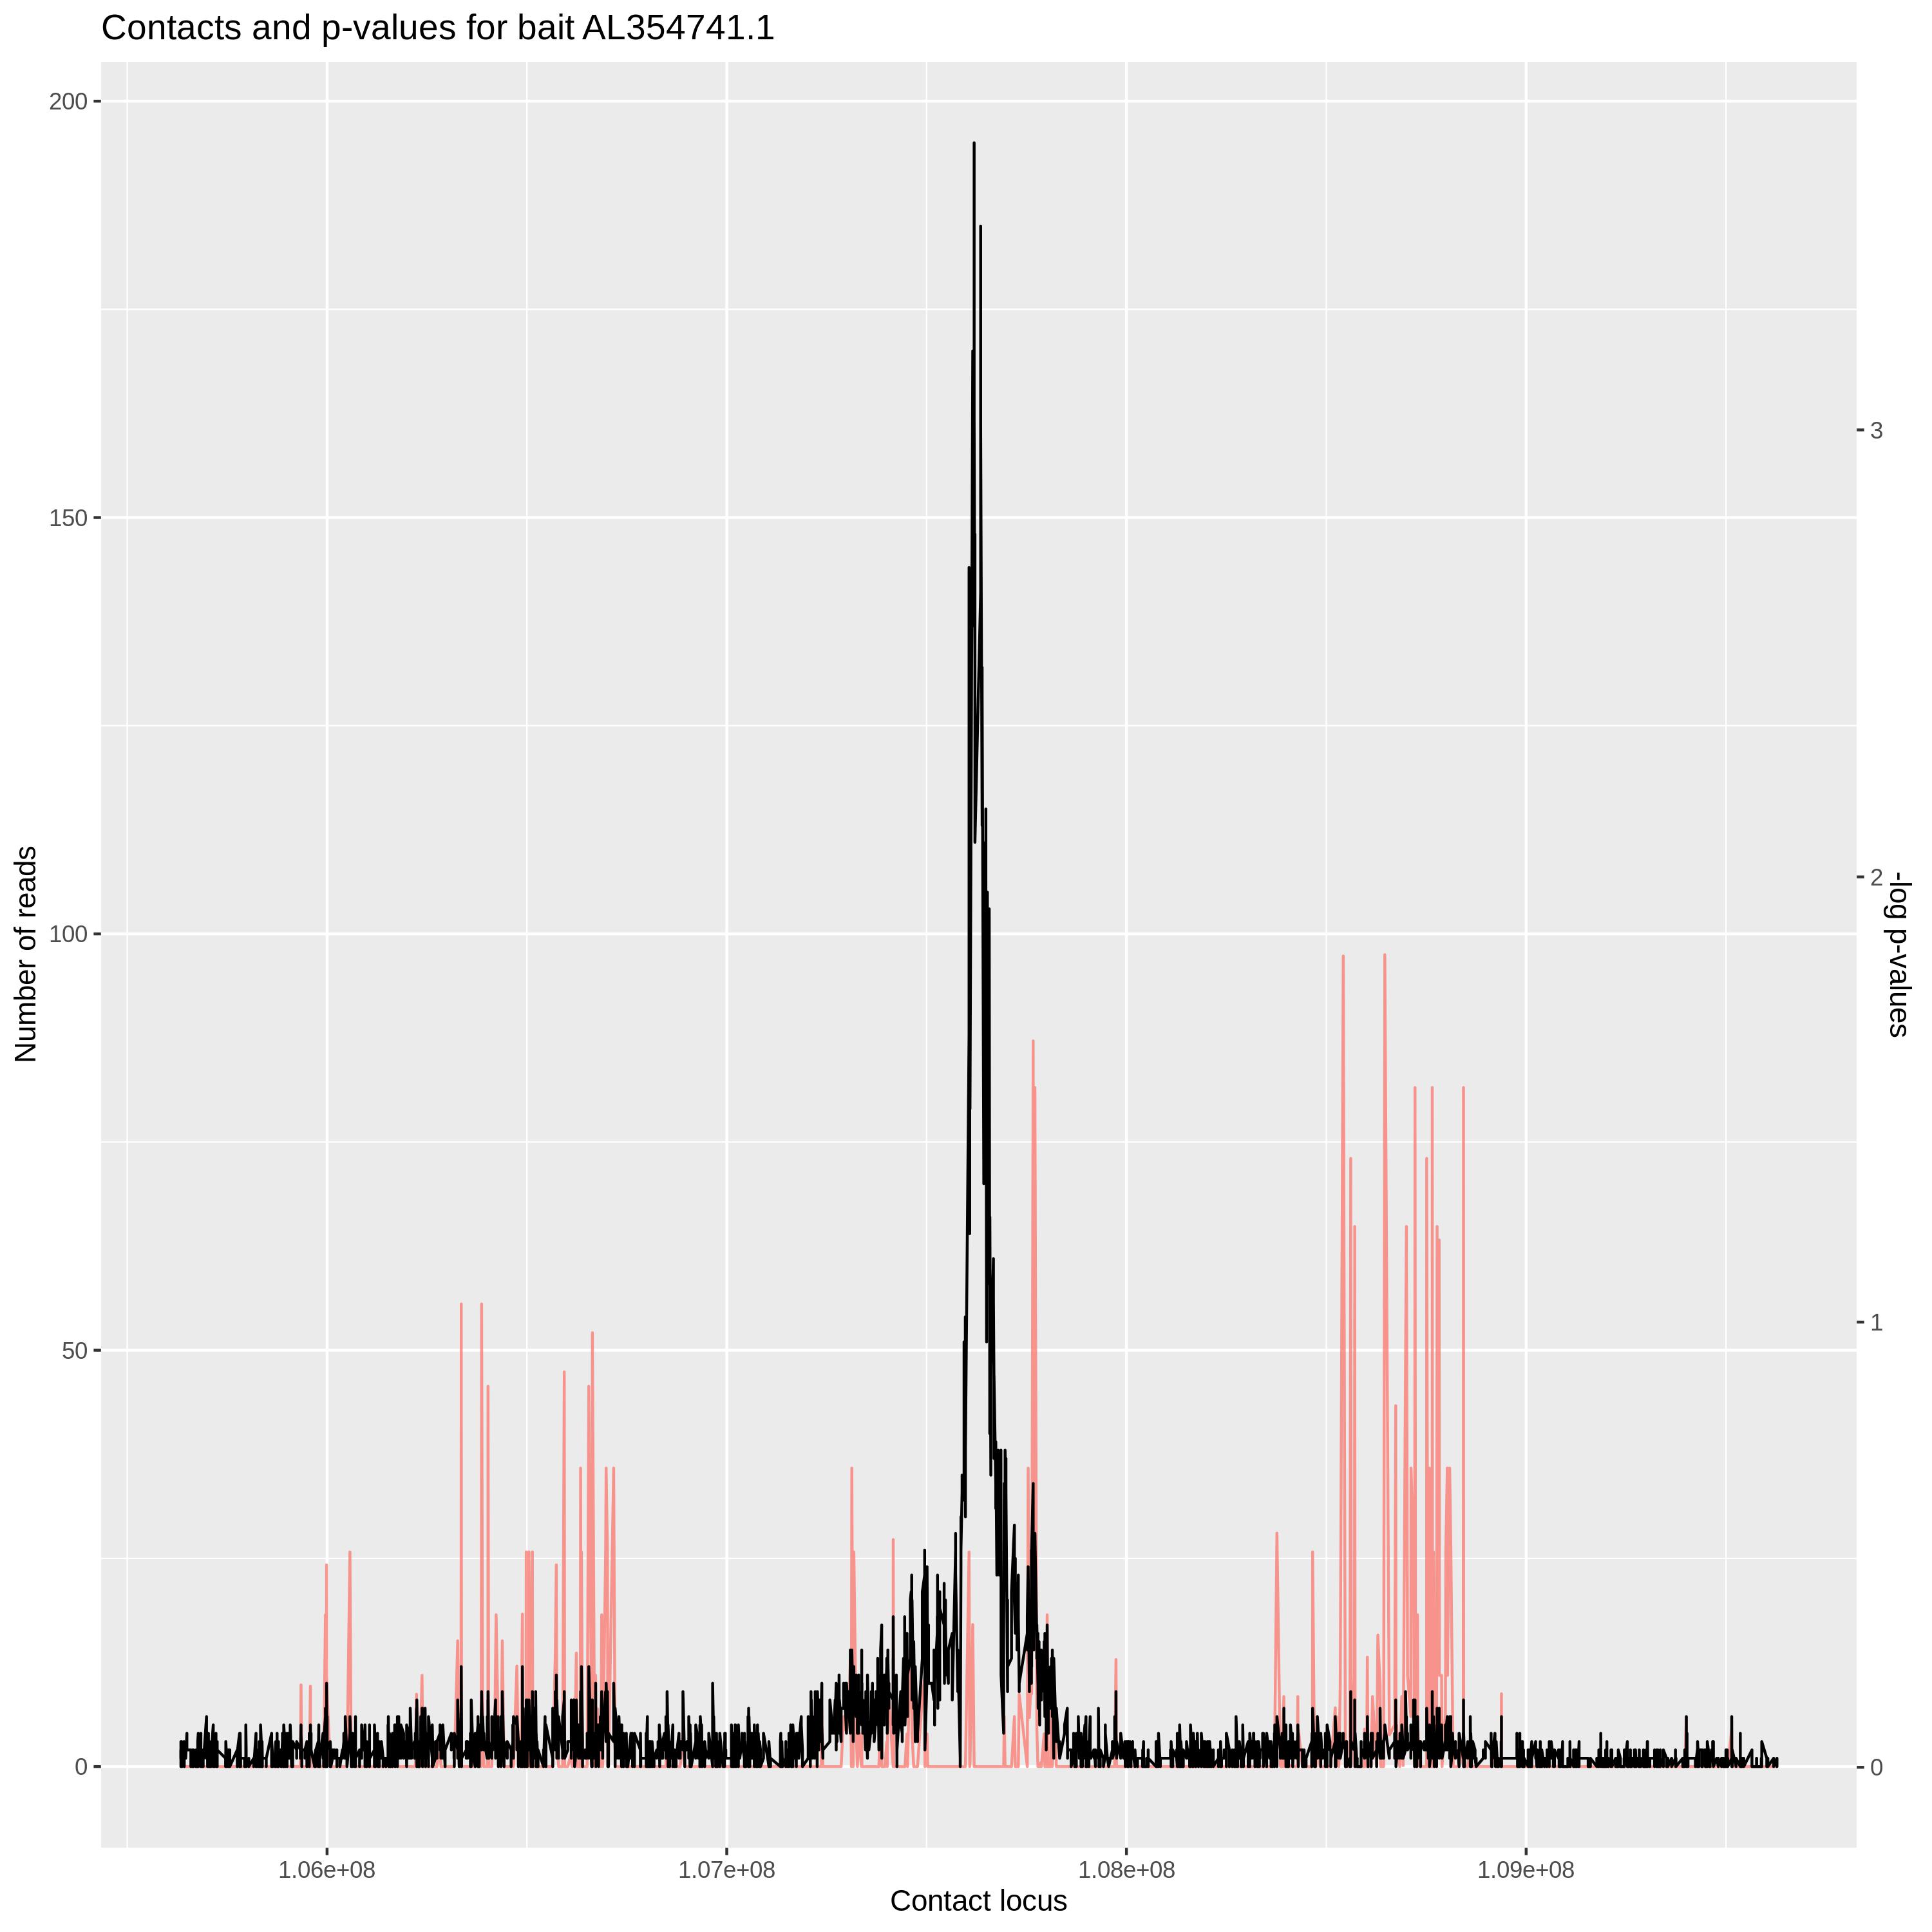 Contacts and p-values for bait AL354741.1
200
150
100
50
0
Number of reads
3
2
1
0
-log p-values
1.06e+08
1.07e+08
1.08e+08
1.09e+08
Contact locus